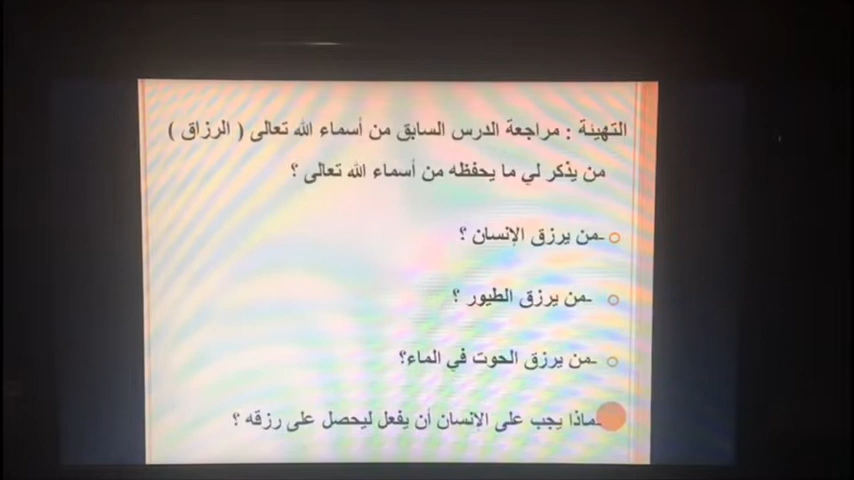 التهيئة : مراجعة الدرس السابق من أسماء الله تعالى ( الرزاق )
من يذكر لي ما يحفظه من أسماء الله تعالى ؟
-من يرزق الإنسان ؟
-من يرزق الطيور ؟
-من يرزق الحوت في الماء؟
-ماذا يجب على الإنسان أن يفعل ليحصل على رزقه ؟